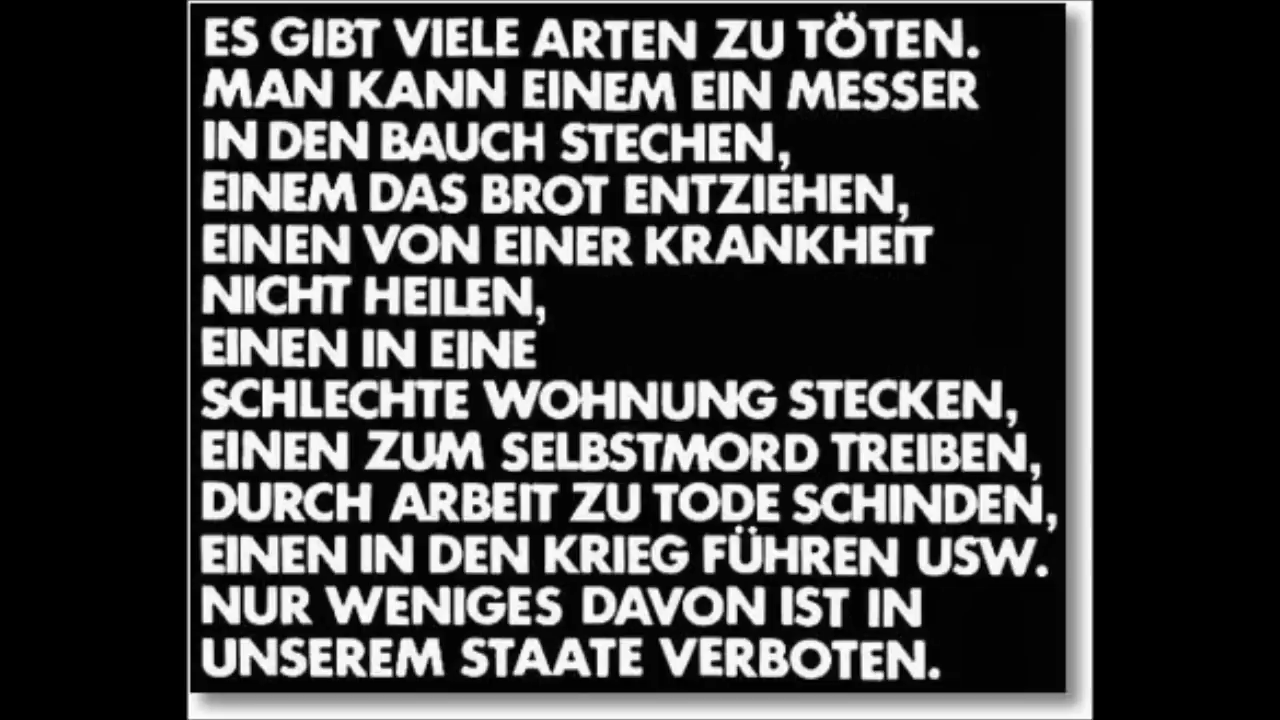 ES GIBT VIELE ARTEN ZU TÖTEN.
MAN KANN EINEM EIN MESSER
IN DEN BAUCH STECHEN,
EINEM DAS BROT ENTZIEHEN,
EINEN VON EINER KRANKHEIT
NICHT HEILEN,
EINEN IN EINE
SCHLECHTE WOHNUNG STECKEN,
EINEN ZUM SELBSTMORD TREIBEN,
DURCH ARBEIT ZU TODE SCHINDEN,
EINEN IN DEN KRIEG FÜHREN USW.
NUR WENIGES DAVON IST IN
UNSEREM STAATE VERBOTEN.